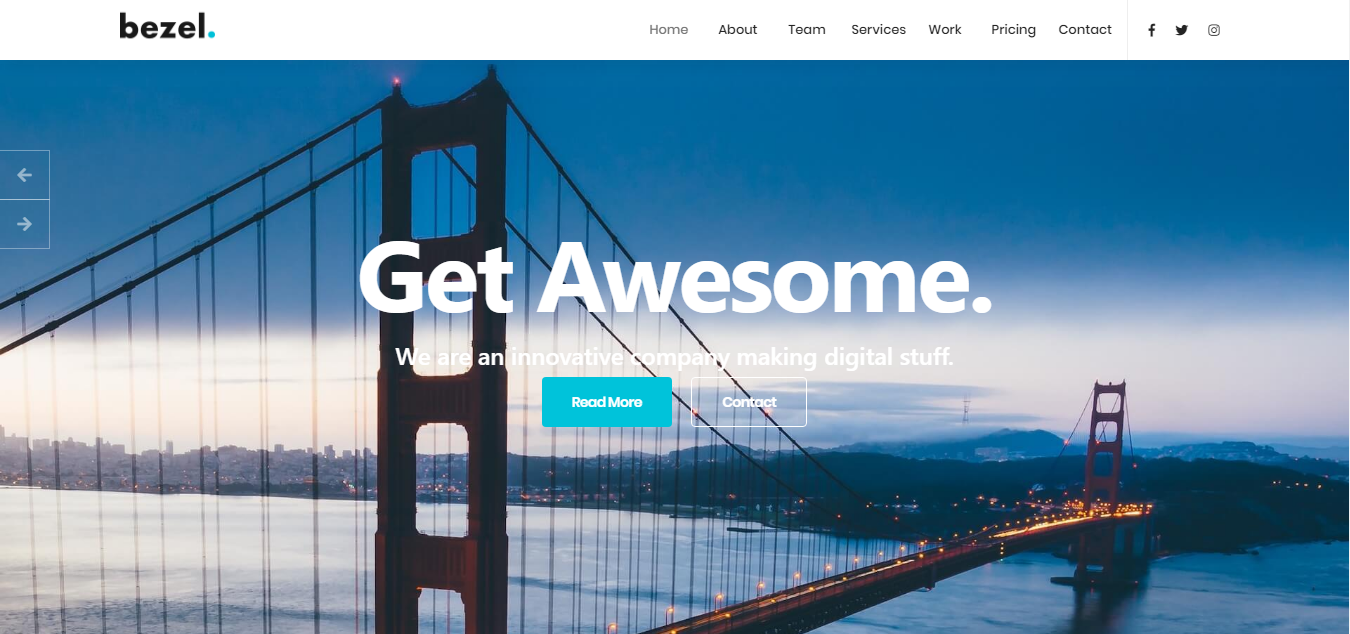 bezel.
Home About Team Services Work Pricing Contact
Get Awesome.
We are an innovative company making digital stuff.
Read More Contact